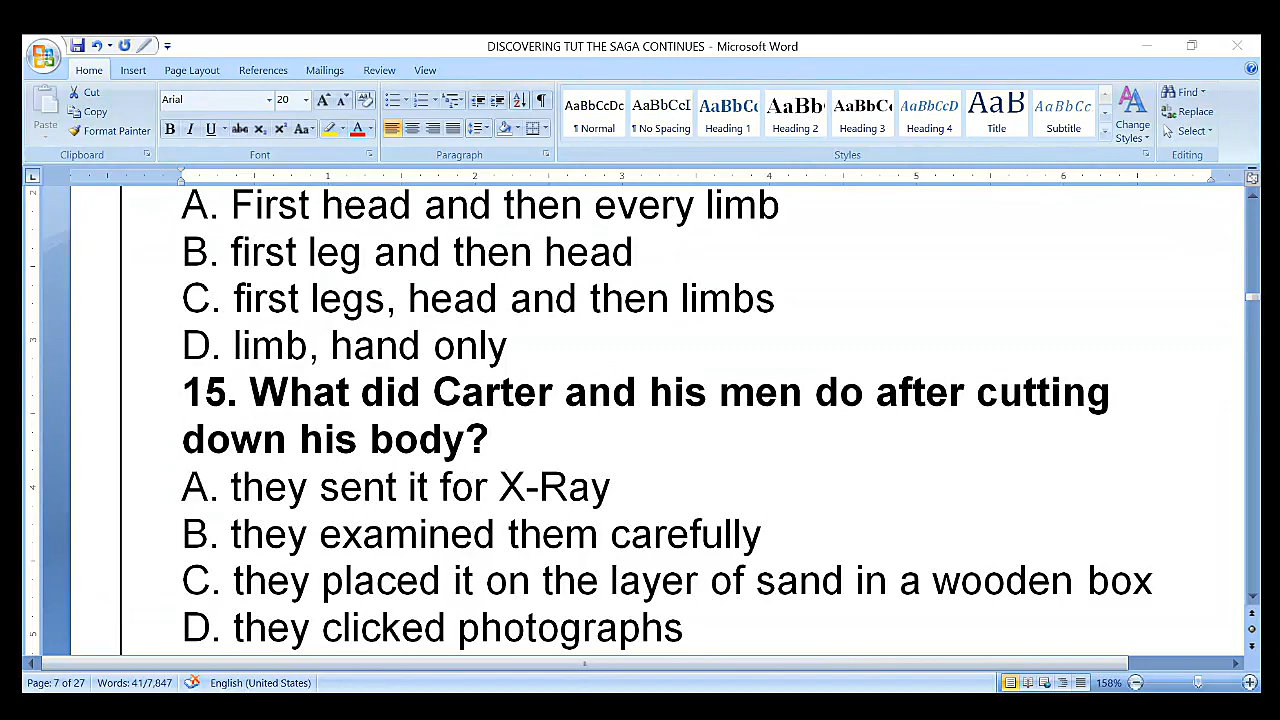 DISCOVERING TUT THE SAGA CONTINUES - Microsoft Word
Home Insert Page Layout References Mailings Review View
Cut
Copy
Format Painter
Paste
Clipboard
Arial 20
Font
Paragraph
AaBbCcDc AaBbCcI AaBbCc AaBb AaBbC AaBbCcD AaB AaBbCc
¶ Normal ¶ No Spacing Heading 1 Heading 2 Heading 3 Heading 4 Title Subtitle
Change
Styles
Styles
Find
Replace
Select
Editing
A. First head and then every limb
B. first leg and then head
C. first legs, head and then limbs
D. limb, hand only
15. What did Carter and his men do after cutting
down his body?
A. they sent it for X-Ray
B. they examined them carefully
C. they placed it on the layer of sand in a wooden box
D. they clicked photographs
Page: 7 of 27 Words: 41/7,847 English (United States) 158%